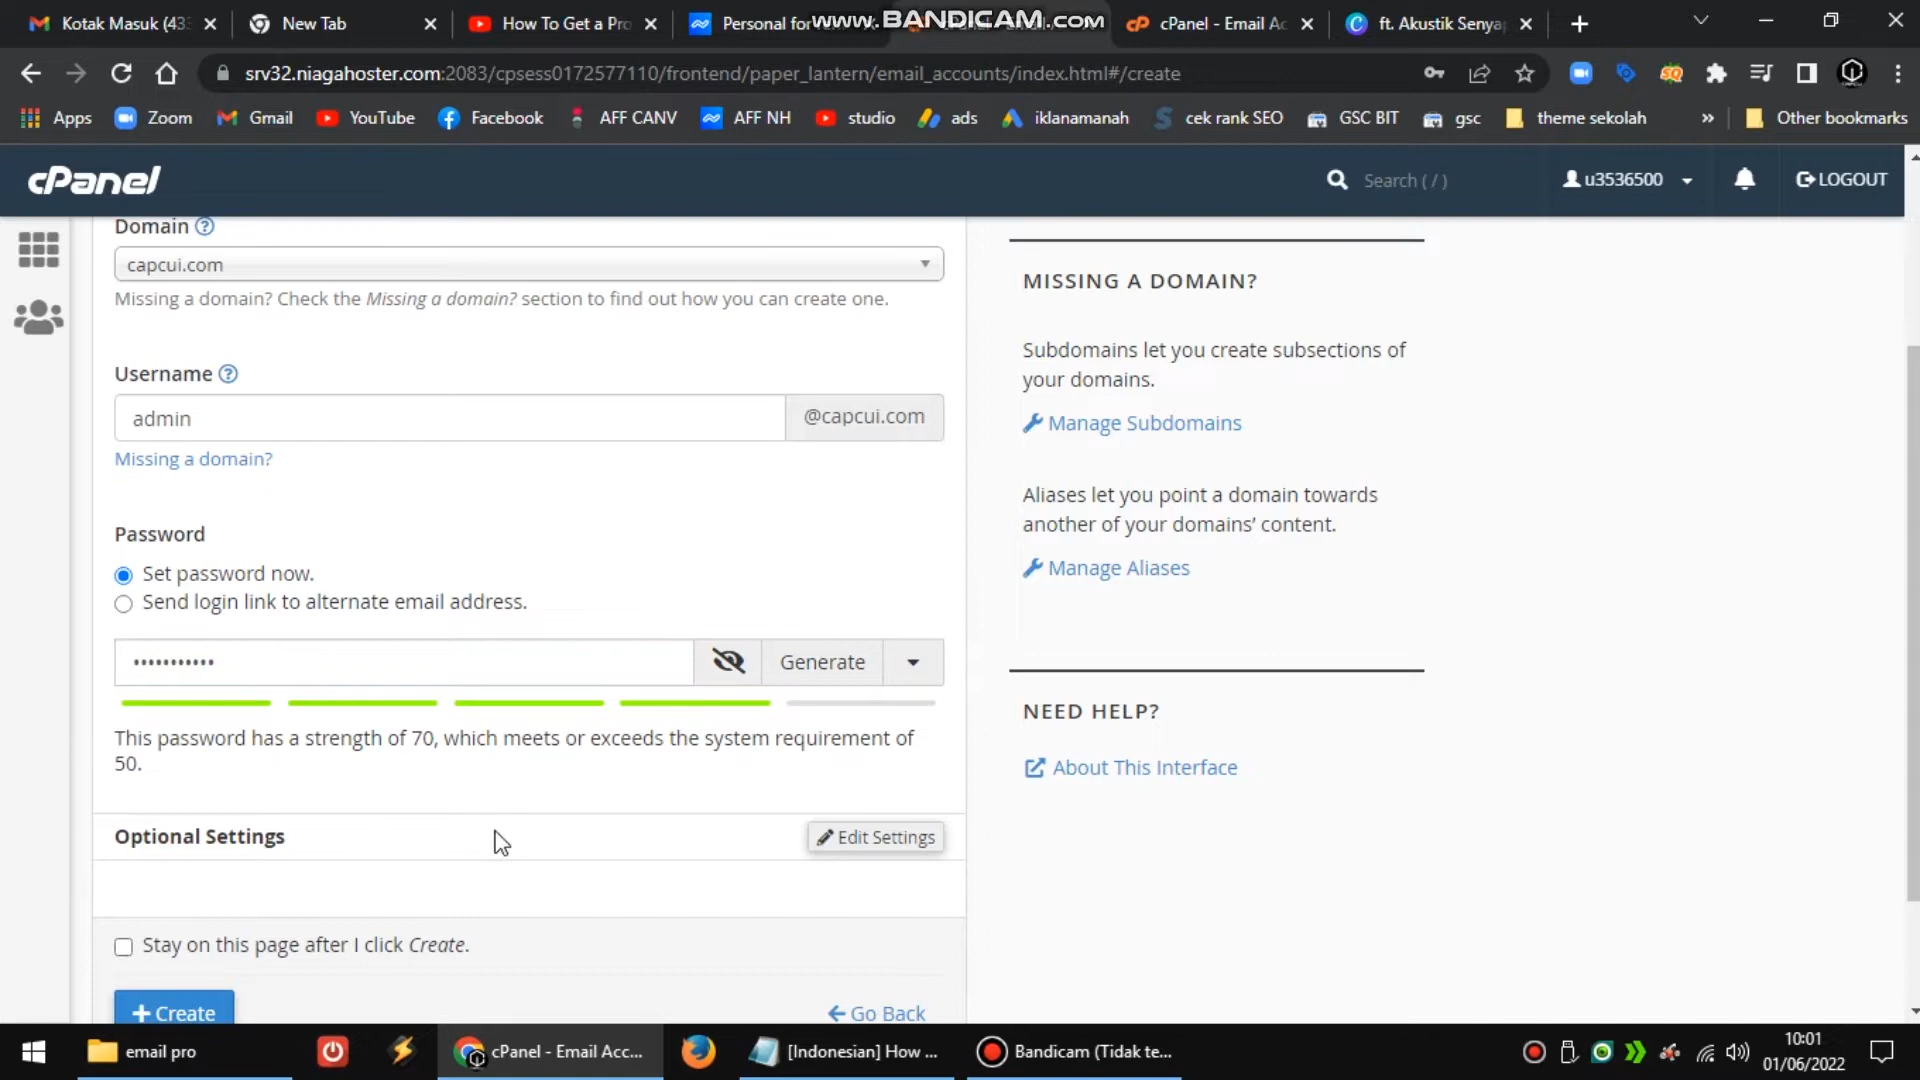 Kotak Masuk (433
New Tab
How To Get a Pro
Personal for
www.BANDICAM.com
cPanel - Email Ac
ft. Akustik Senya
srv32.niagahoster.com:2083/cpsess0172577110/frontend/paper_lantern/email_accounts/index.html#/create
Apps
Zoom
Gmail
YouTube
Facebook
AFF CANV
AFF NH
studio
ads
iklanamanah
cek rank SEO
GSC BIT
gsc
theme sekolah
»
Other bookmarks
cPanel
Search ( / )
u3536500
LOGOUT
Domain
capcui.com
Missing a domain? Check the Missing a domain? section to find out how you can create one.
Username
admin
@capcui.com
Missing a domain?
Password
Set password now.
Send login link to alternate email address.
•••••••••••
Generate
This password has a strength of 70, which meets or exceeds the system requirement of
50.
Optional Settings
Edit Settings
Stay on this page after I click Create.
+ Create
Go Back
MISSING A DOMAIN?
Subdomains let you create subsections of
your domains.
Manage Subdomains
Aliases let you point a domain towards
another of your domains’ content.
Manage Aliases
NEED HELP?
About This Interface
email pro
cPanel - Email Acc...
[Indonesian] How ...
Bandicam (Tidak te...
10:01
01/06/2022